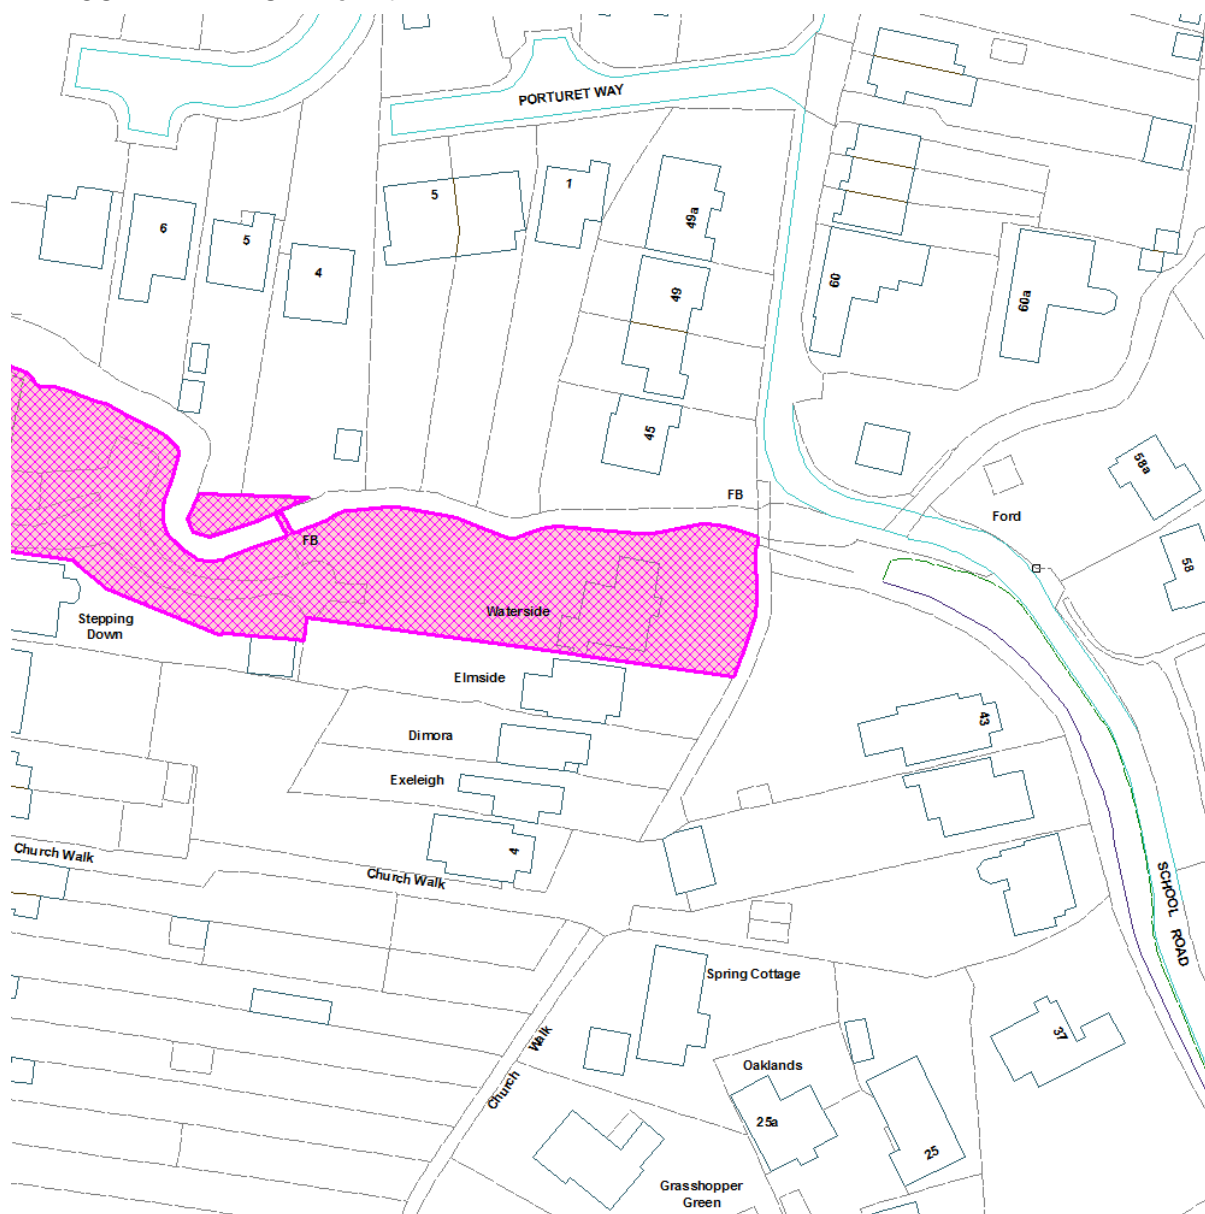 PORTURET WAY
5
1
49a
6
5
4
49
60
60a
45
58a
FB
Ford
FB
58
Waterside
Stepping
Down
Elmside
43
Dimora
Exeleigh
4
Church Walk
Church Walk
SCHOOL ROAD
Spring Cottage
Church Walk
37
Oaklands
25a
25
Grasshopper
Green